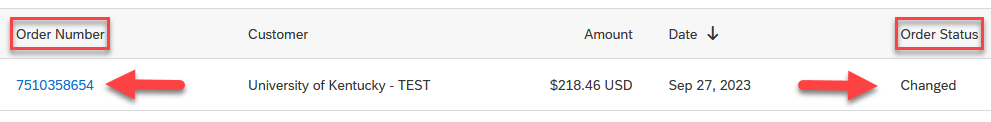 Order Number Customer Amount Date Order Status
7510358654 University of Kentucky - TEST $218.46 USD Sep 27, 2023 Changed